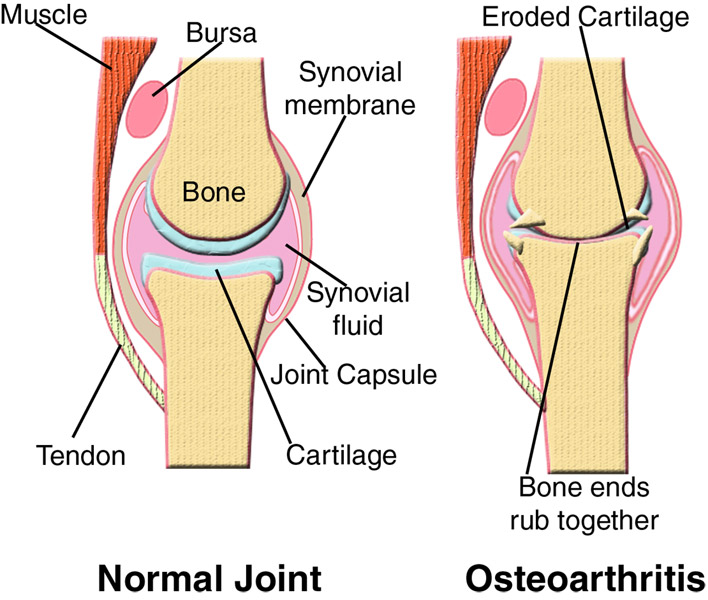 Muscle
Bursa
Synovial
membrane
Bone
Synovial
fluid
Joint Capsule
Tendon
Cartilage
Normal Joint
Eroded Cartilage
Bone ends
rub together
Osteoarthritis